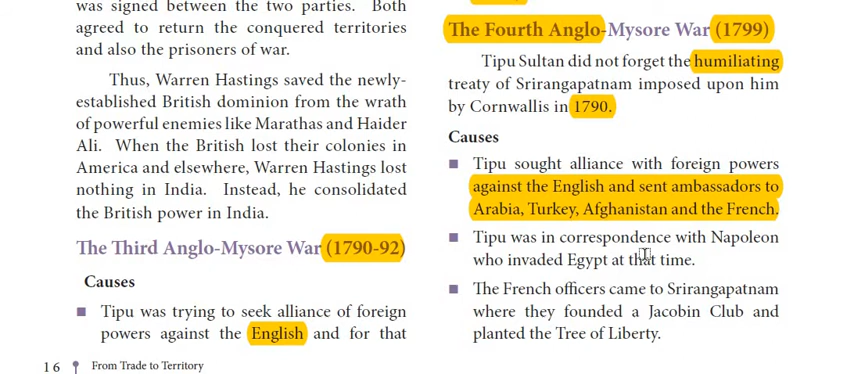 was signed between the two parties. Both
agreed to return the conquered territories
and also the prisoners of war.
Thus, Warren Hastings saved the newly-
established British dominion from the wrath
of powerful enemies like Marathas and Haider
Ali. When the British lost their colonies in
America and elsewhere, Warren Hastings lost
nothing in India. Instead, he consolidated
the British power in India.
The Third Anglo-Mysore War (1790-92)
Causes
■ Tipu was trying to seek alliance of foreign
powers against the English and for that
16 From Trade to Territory
The Fourth Anglo-Mysore War (1799)
Tipu Sultan did not forget the humiliating
treaty of Srirangapatnam imposed upon him
by Cornwallis in 1790.
Causes
■ Tipu sought alliance with foreign powers
against the English and sent ambassadors to
Arabia, Turkey, Afghanistan and the French.
■ Tipu was in correspondence with Napoleon
who invaded Egypt at that time.
■ The French officers came to Srirangapatnam
where they founded a Jacobin Club and
planted the Tree of Liberty.